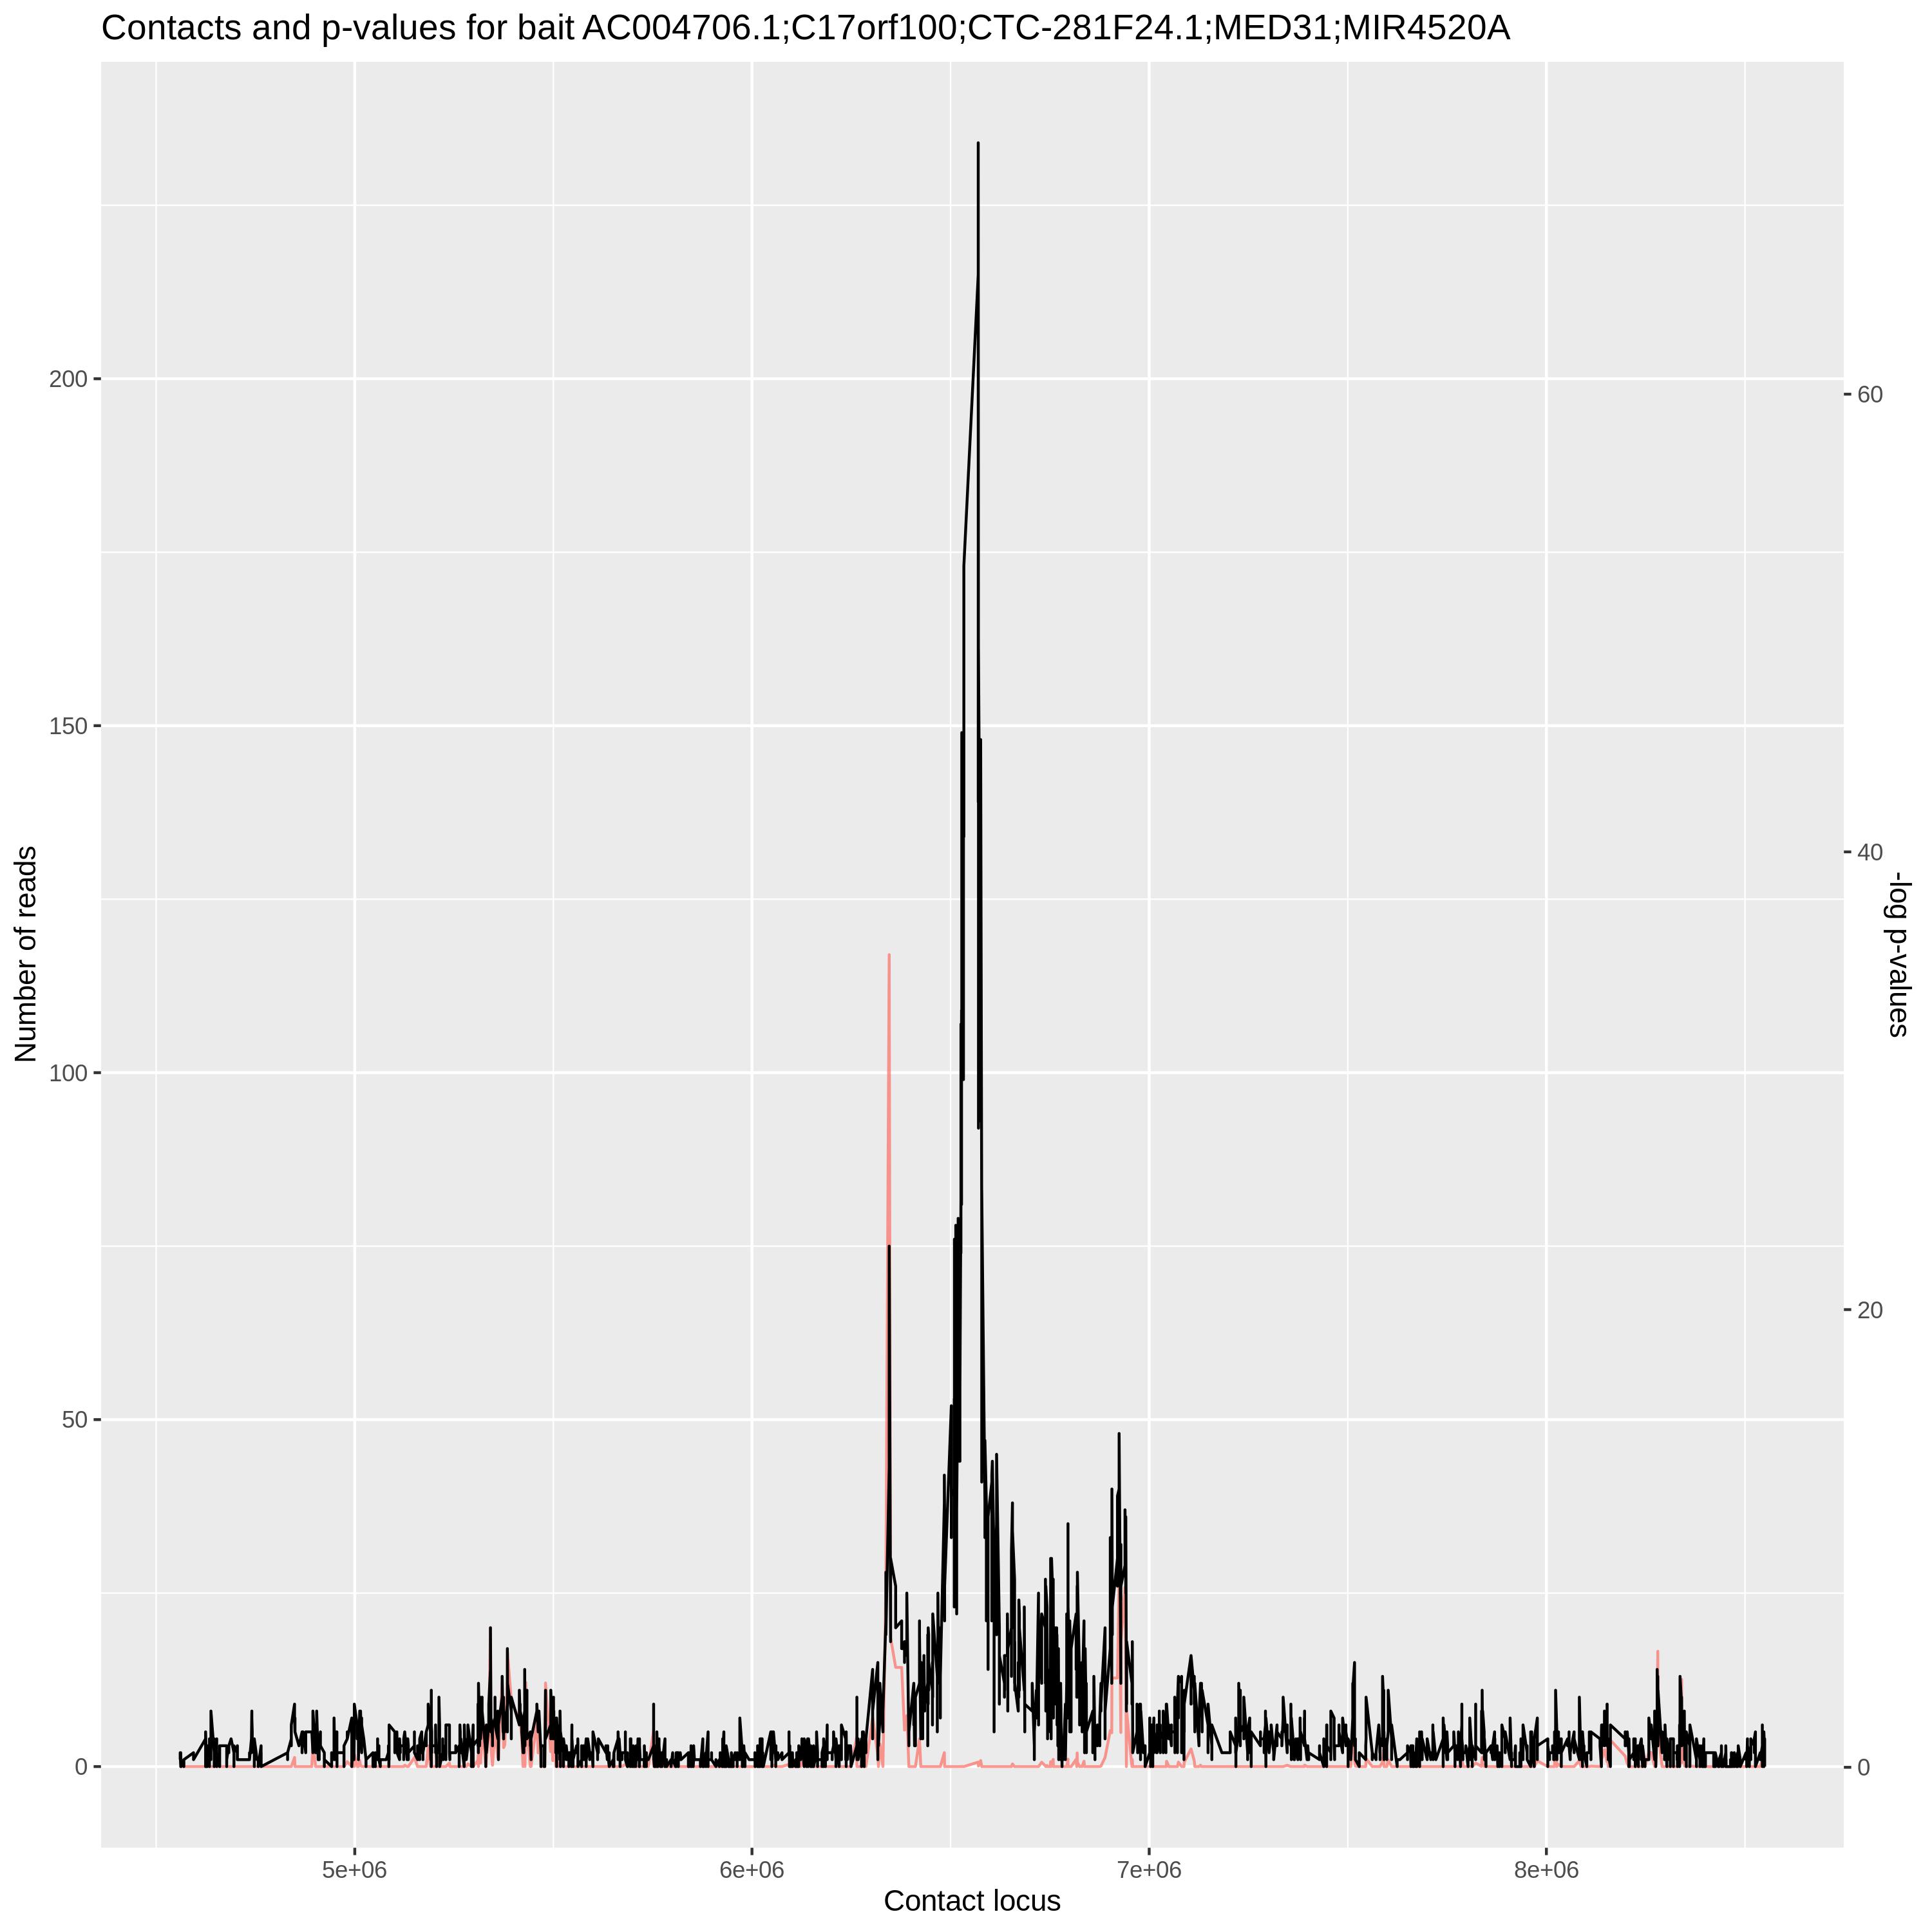 Contacts and p-values for bait AC004706.1;C17orf100;CTC-281F24.1;MED31;MIR4520A
Number of reads
200
150
100
50
0
60
40
20
0
-log p-values
5e+06
6e+06
7e+06
8e+06
Contact locus